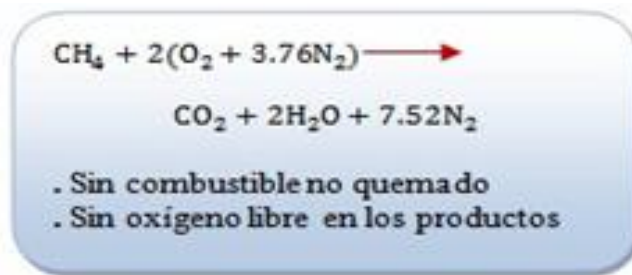 CH₄ + 2(O₂ + 3.76N₂)
CO₂ + 2H₂O + 7.52N₂
. Sin combustible no quemado
. Sin oxígeno libre en los productos